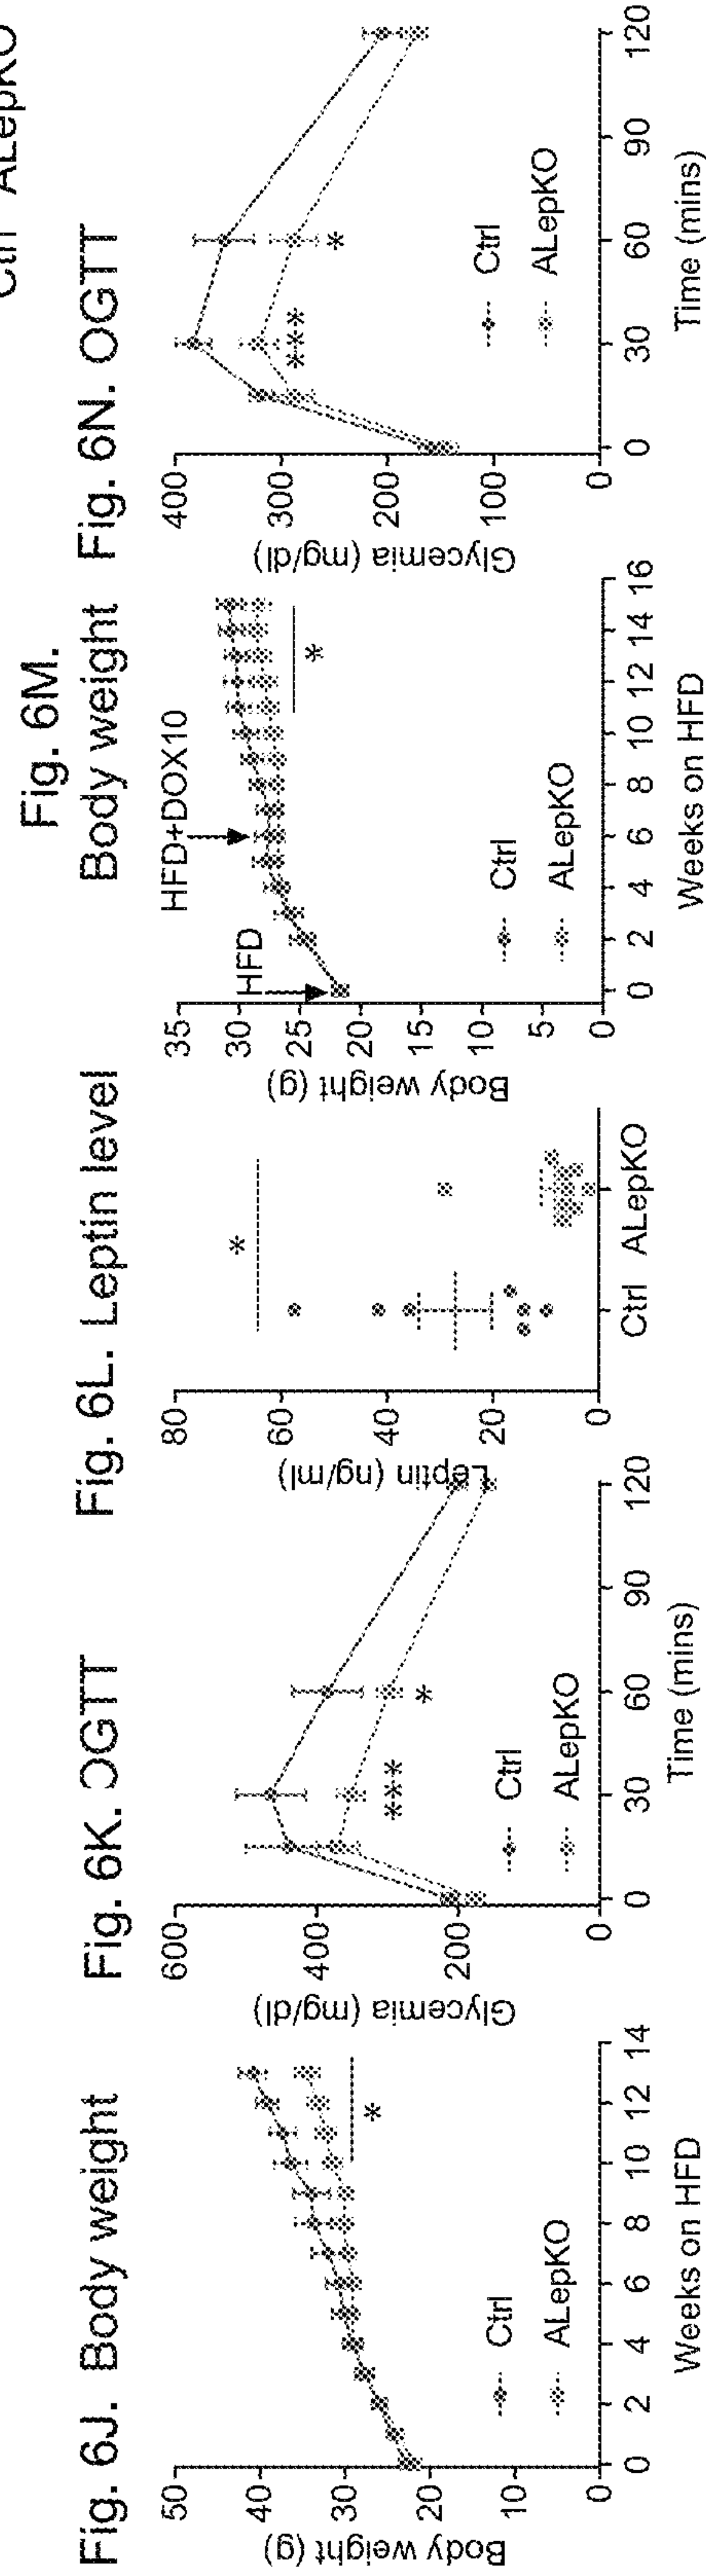 Fig. 6J. Body weight
Body weight (g)
50
40
30
20
10
0
0 2 4 6 8 10 12 14
Weeks on HFD
Ctrl
ALepKO
*
Fig. 6K. OGTT
Glycemia (mg/dl)
600
400
200
0
0 30 60 90 120
Time (mins)
Ctrl
ALepKO
***
*
Fig. 6L. Leptin level
Leptin (ng/ml)
80
60
40
20
0
Ctrl ALepKO
*
Fig. 6M.
Body weight
Body weight (g)
35
30
25
20
15
10
5
0
0 2 4 6 8 10 12 14 16
Weeks on HFD
HFD
HFD+DOX10
Ctrl
ALepKO
*
Fig. 6N. OGTT
Glycemia (mg/dl)
400
300
200
100
0
0 30 60 90 120
Time (mins)
Ctrl
ALepKO
***
*
Ctrl ALepKO